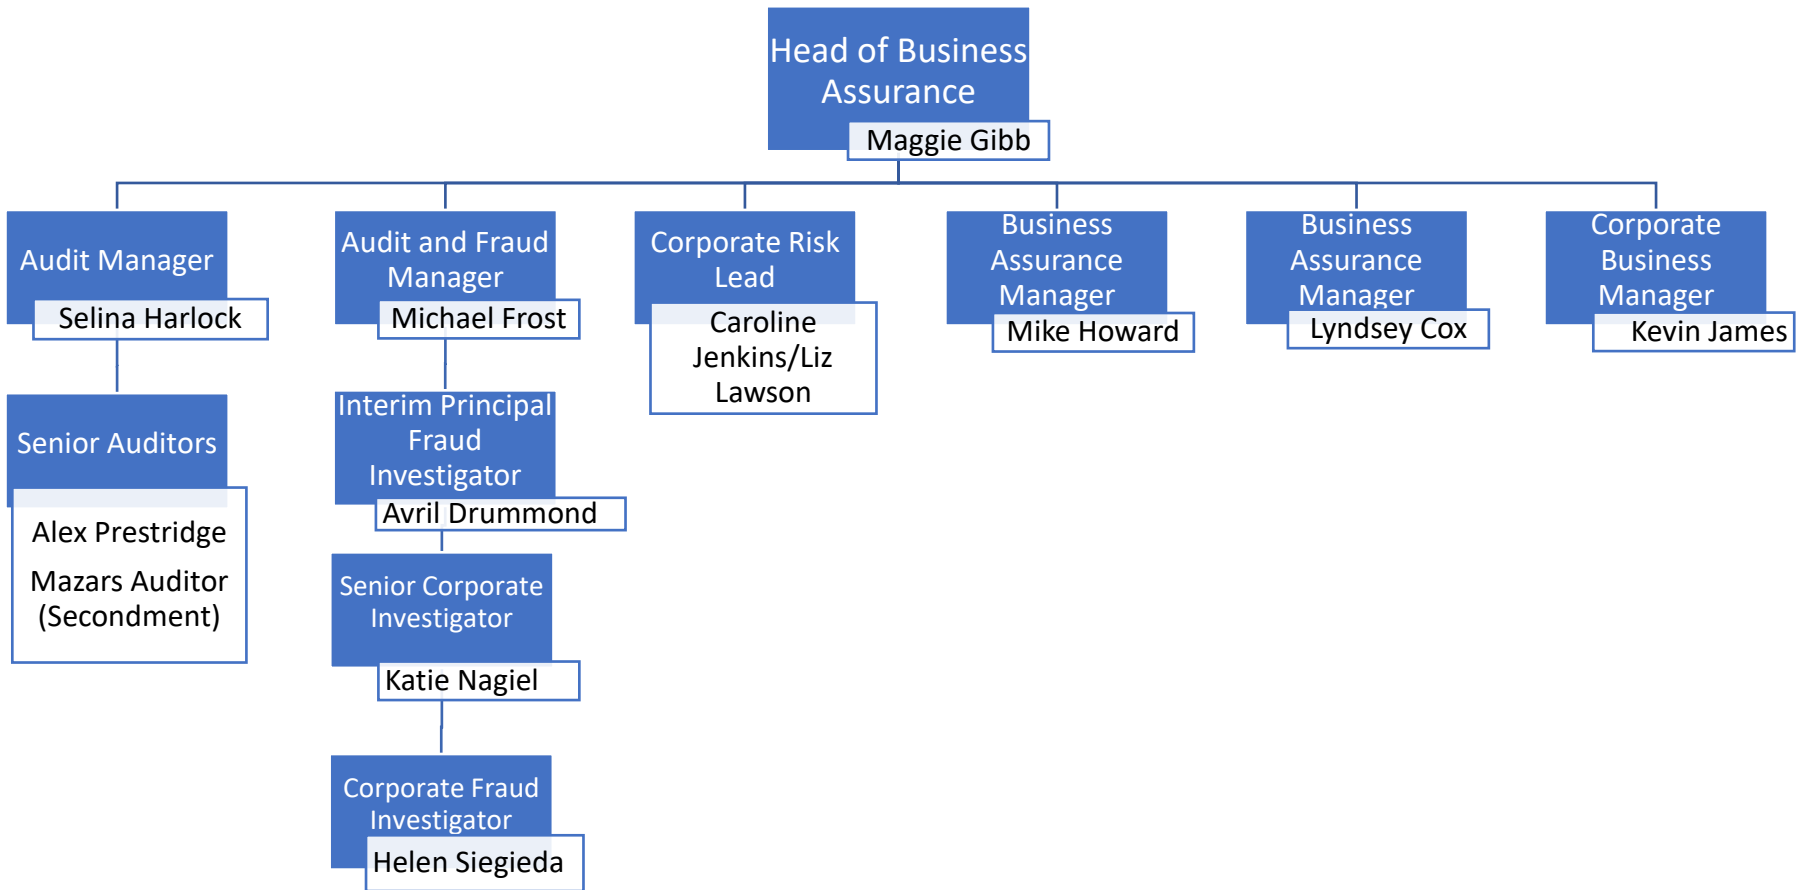 Head of Business
Assurance
Maggie Gibb
Audit Manager
Selina Harlock
Audit and Fraud
Manager
Michael Frost
Corporate Risk
Lead
Caroline
Jenkins/Liz
Lawson
Business
Assurance
Manager
Mike Howard
Business
Assurance
Manager
Lyndsey Cox
Corporate
Business
Manager
Kevin James
Senior Auditors
Alex Prestridge
Mazars Auditor
(Secondment)
Interim Principal
Fraud
Investigator
Avril Drummond
Senior Corporate
Investigator
Katie Nagiel
Corporate Fraud
Investigator
Helen Siegieda